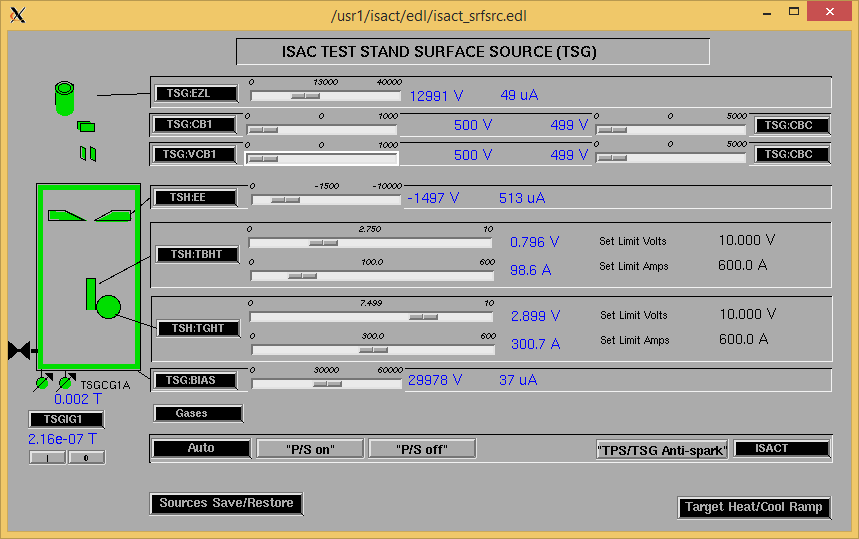 /usr1/isact/edl/isact_srfsrc.edl
ISAC TEST STAND SURFACE SOURCE (TSG)
0 13000 40000
TSG:EZL 12991 V 49 uA
0 0 1000 0 0 5000
TSG:CB1 500 V 499 V TSG:CBC
0 0 1000 0 0 5000
TSG:VCB1 500 V 499 V TSG:CBC
0 -1500 -10000
TSH:EE -1497 V 513 uA
0 2.750 10
0.796 V Set Limit Volts 10.000 V
TSH:TBHT
0 100.0 600
98.6 A Set Limit Amps 600.0 A
0 7.499 10
2.899 V Set Limit Volts 10.000 V
TSH:TGHT
0 300.0 600
300.7 A Set Limit Amps 600.0 A
0 30000 60000
TSG:BIAS 29978 V 37 uA
TSGCG1A
0.002 T
TSGIG1
2.16e-07 T
I 0
Gases
Auto "P/S on" "P/S off" "TPS/TSG Anti-spark" ISACT
Sources Save/Restore Target Heat/Cool Ramp